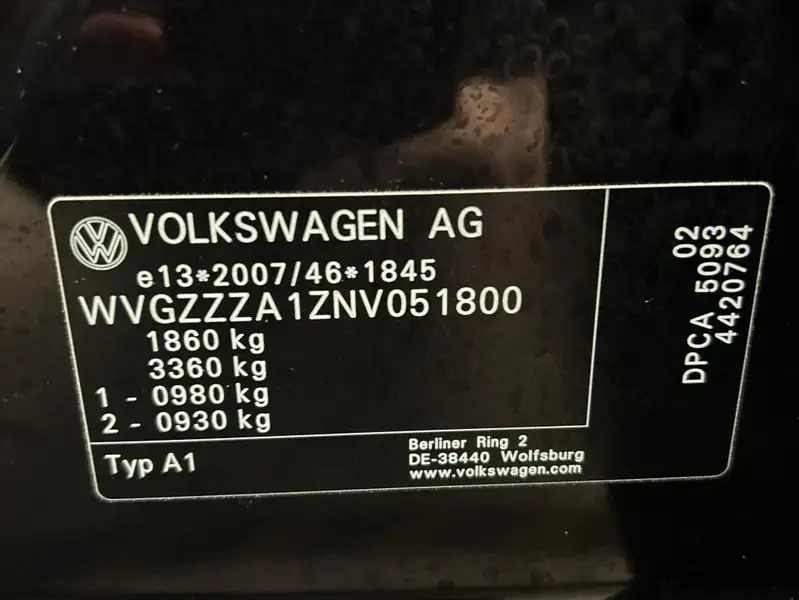 VOLKSWAGEN AG
e13*2007/46*1845
WVGZZZA1ZNV051800
1860 kg
3360 kg
1 - 0980 kg
2 - 0930 kg
Typ A1
Berliner Ring 2
DE-38440 Wolfsburg
www.volkswagen.com
02
DPCA 5093
4420764